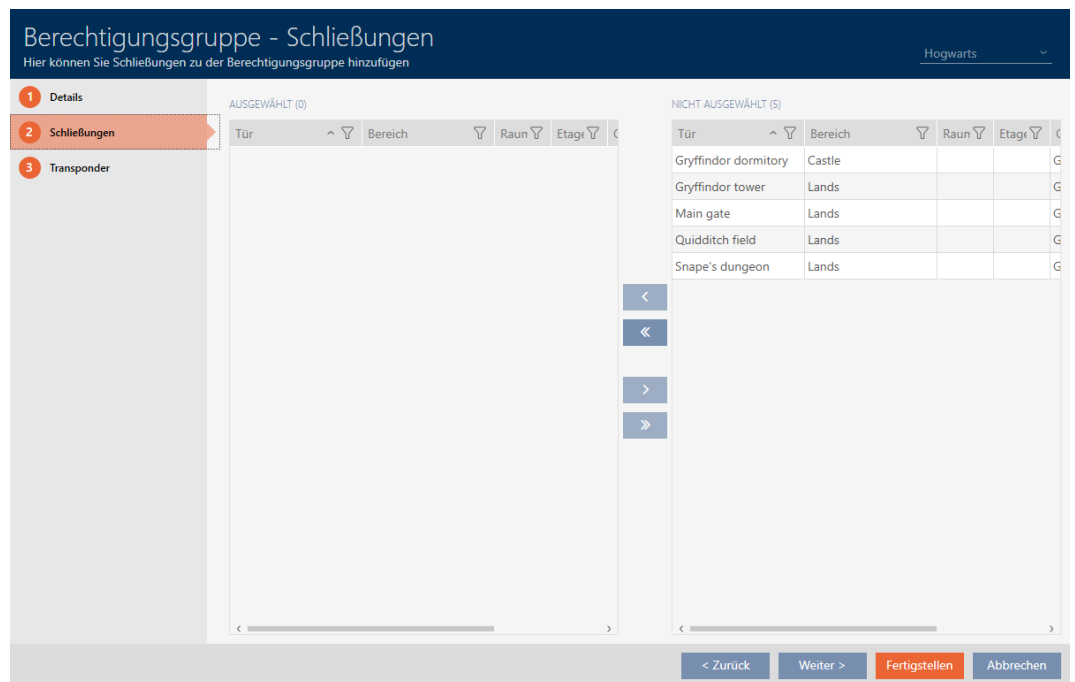 Berechtigungsgruppe - Schließungen
Hier können Sie Schließungen zu der Berechtigungsgruppe hinzufügen
Hogwarts
1 Details
2 Schließungen
3 Transponder
AUSGEWÄHLT (0)
Tür Bereich Raum Etage
NICHT AUSGEWÄHLT (5)
Tür Bereich Raum Etage
Gryffindor dormitory Castle G
Gryffindor tower Lands G
Main gate Lands G
Quidditch field Lands G
Snape's dungeon Lands G
< Zurück Weiter > Fertigstellen Abbrechen